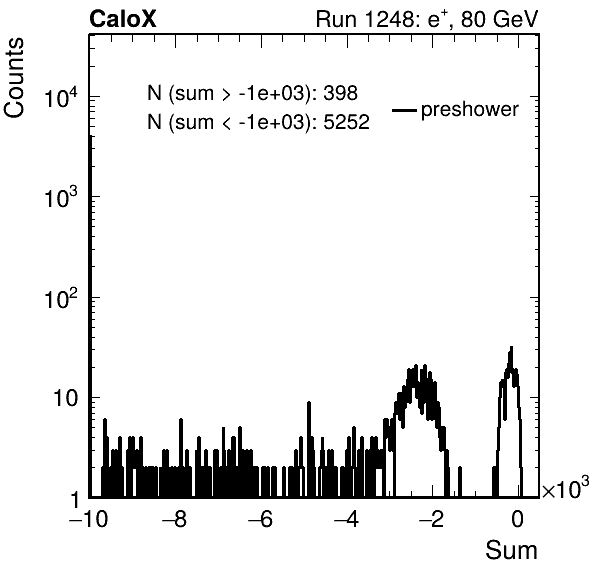 CaloX Run 1248: e⁺, 80 GeV
Counts
N (sum > -1e+03): 398
N (sum < -1e+03): 5252
preshower
10⁴
10³
10²
10
1
−10 −8 −6 −4 −2 0
×10³
Sum